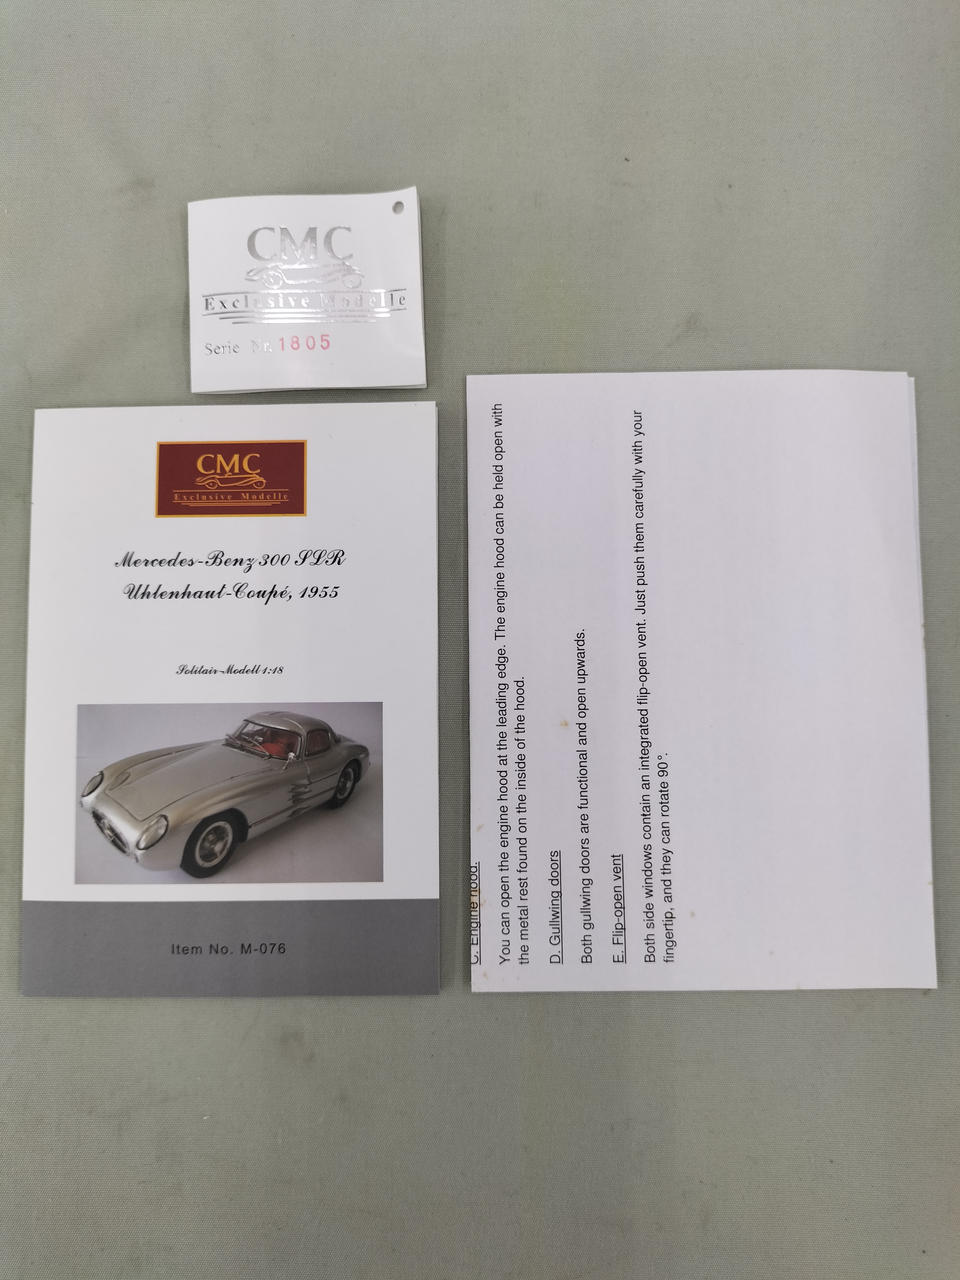 CMC
Exclusive Modelle
Serie Nr. 1805
CMC
Exclusive Modelle
Mercedes-Benz 300 SLR
Uhlenhaut-Coupé, 1955
Solitair-Modell 1:18
Item No. M-076
C. Engine hood.
You can open the engine hood at the leading edge. The engine hood can be held open with
the metal rest found on the inside of the hood.
D. Gullwing doors
Both gullwing doors are functional and open upwards.
E. Flip-open vent
Both side windows contain an integrated flip-open vent. Just push them carefully with your
fingertip, and they can rotate 90°.